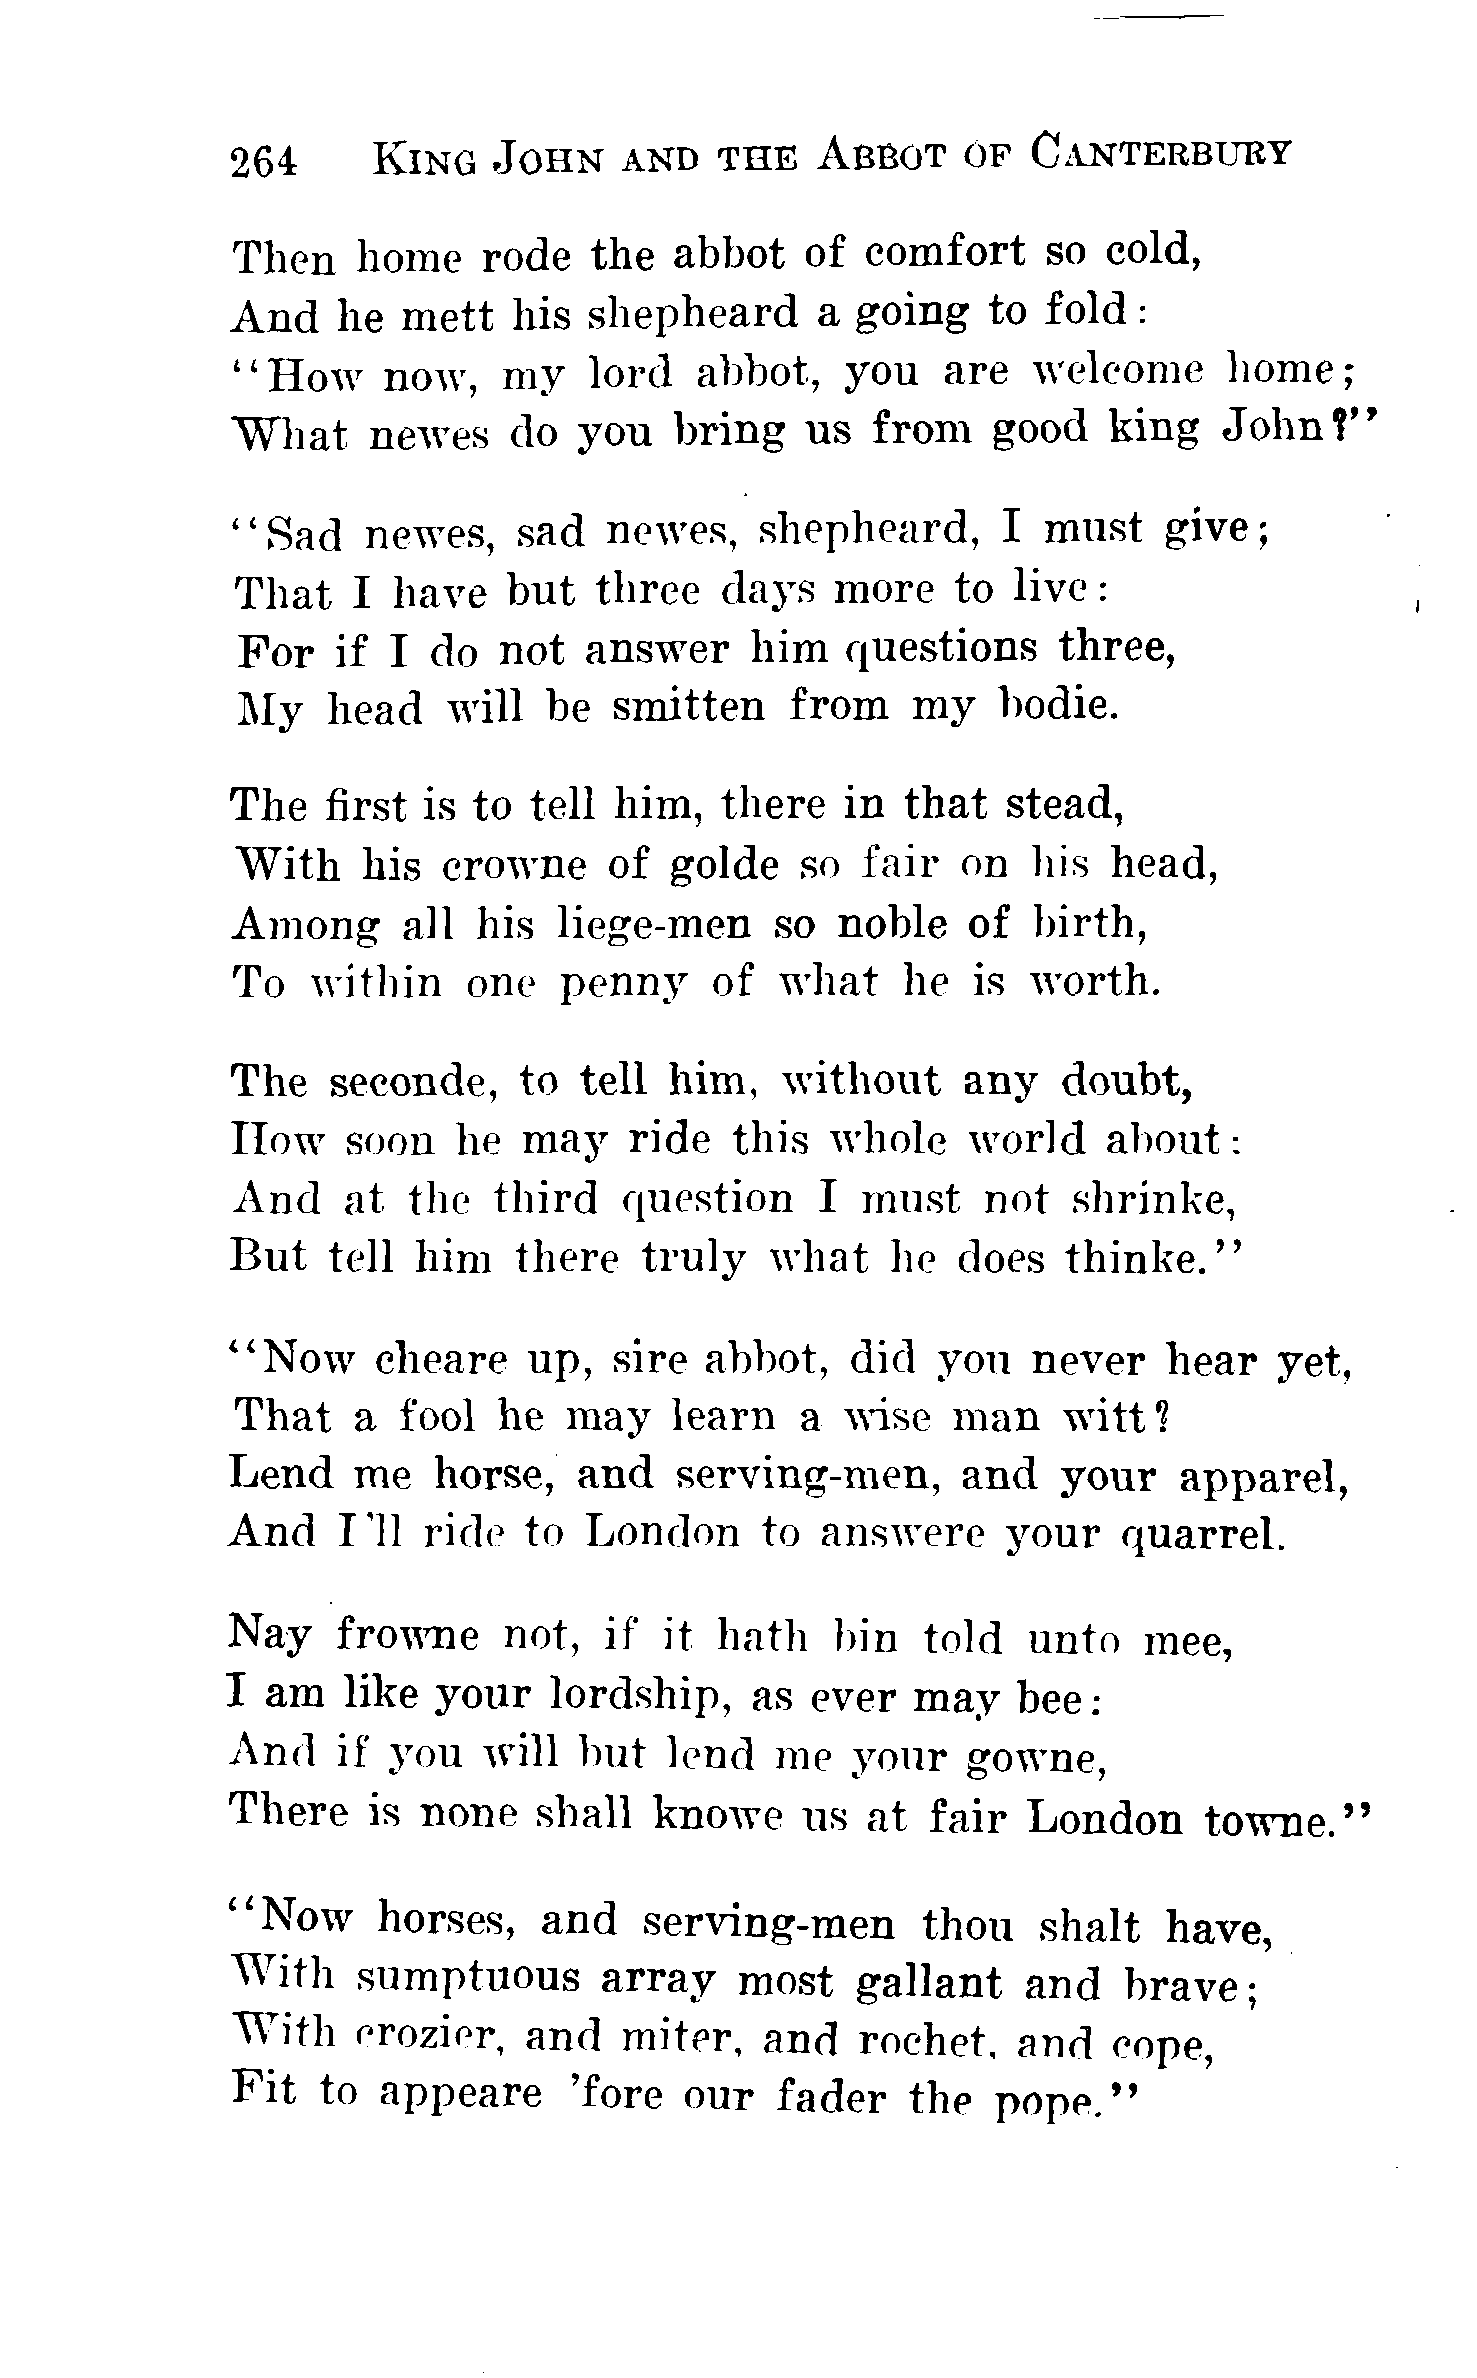 264 King John and the Abbot of Canterbury
Then home rode the abbot of comfort so cold,
And he mett his shepheard a going to fold:
"How now, my lord abbot, you are welcome home;
What newes do you bring us from good king John?"
"Sad newes, sad newes, shepheard, I must give;
That I have but three days more to live:
For if I do not answer him questions three,
My head will be smitten from my bodie.
The first is to tell him, there in that stead,
With his crowne of golde so fair on his head,
Among all his liege-men so noble of birth,
To within one penny of what he is worth.
The seconde, to tell him, without any doubt,
How soon he may ride this whole world about:
And at the third question I must not shrinke,
But tell him there truly what he does thinke."
"Now cheare up, sire abbot, did you never hear yet,
That a fool he may learn a wise man witt?
Lend me horse, and serving-men, and your apparel,
And I'll ride to London to answere your quarrel.
Nay frowne not, if it hath bin told unto mee,
I am like your lordship, as ever may bee:
And if you will but lend me your gowne,
There is none shall knowe us at fair London towne."
"Now horses, and serving-men thou shalt have,
With sumptuous array most gallant and brave;
With crozier, and miter, and rochet, and cope,
Fit to appeare 'fore our fader the pope."